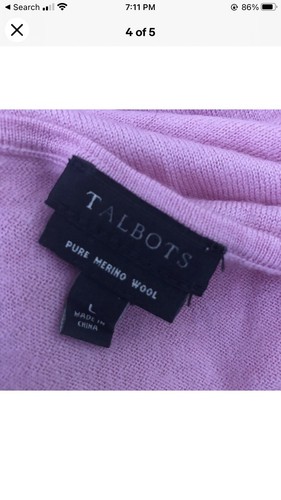 Search
7:11 PM
86%
4 of 5
TALBOTS
PURE MERINO WOOL
L
MADE IN
CHINA